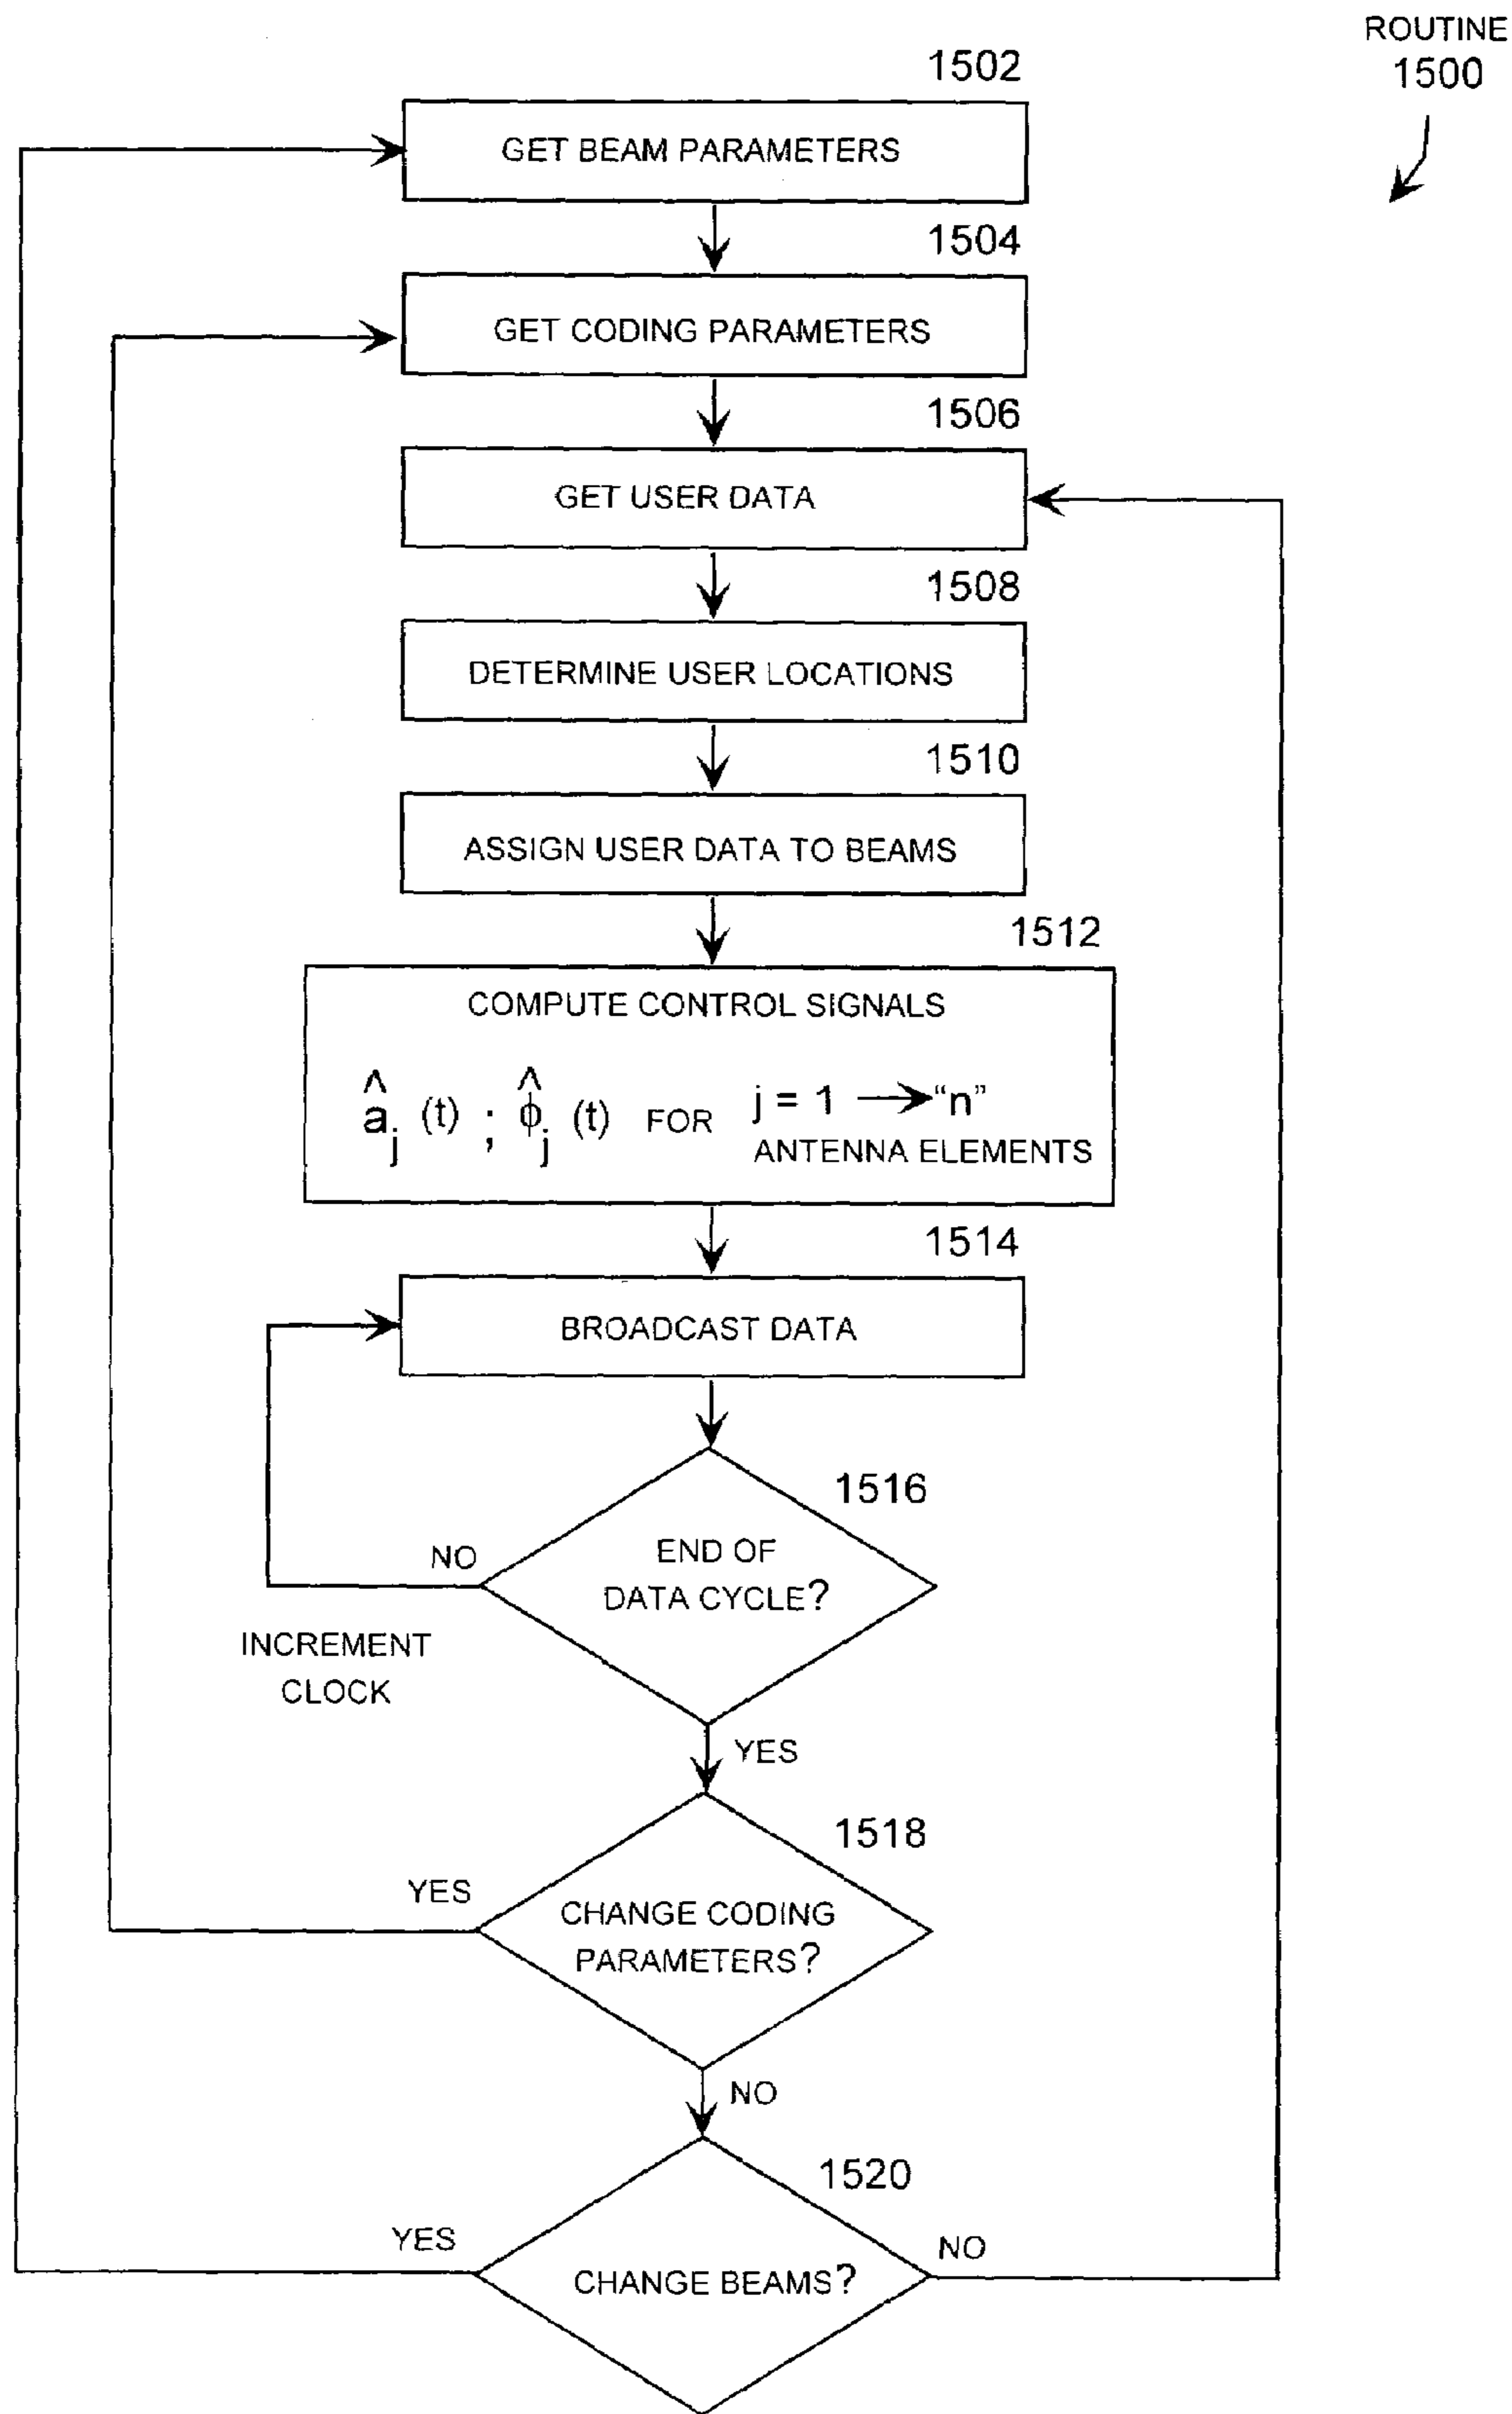 ROUTINE
1500
1502
GET BEAM PARAMETERS
1504
GET CODING PARAMETERS
1506
GET USER DATA
1508
DETERMINE USER LOCATIONS
1510
ASSIGN USER DATA TO BEAMS
1512
COMPUTE CONTROL SIGNALS
â_j (t) ; ϕ̂_j (t) FOR j = 1 → “n”
ANTENNA ELEMENTS
1514
BROADCAST DATA
1516
END OF
DATA CYCLE?
NO
INCREMENT
CLOCK
YES
1518
CHANGE CODING
PARAMETERS?
YES
NO
1520
CHANGE BEAMS?
YES
NO